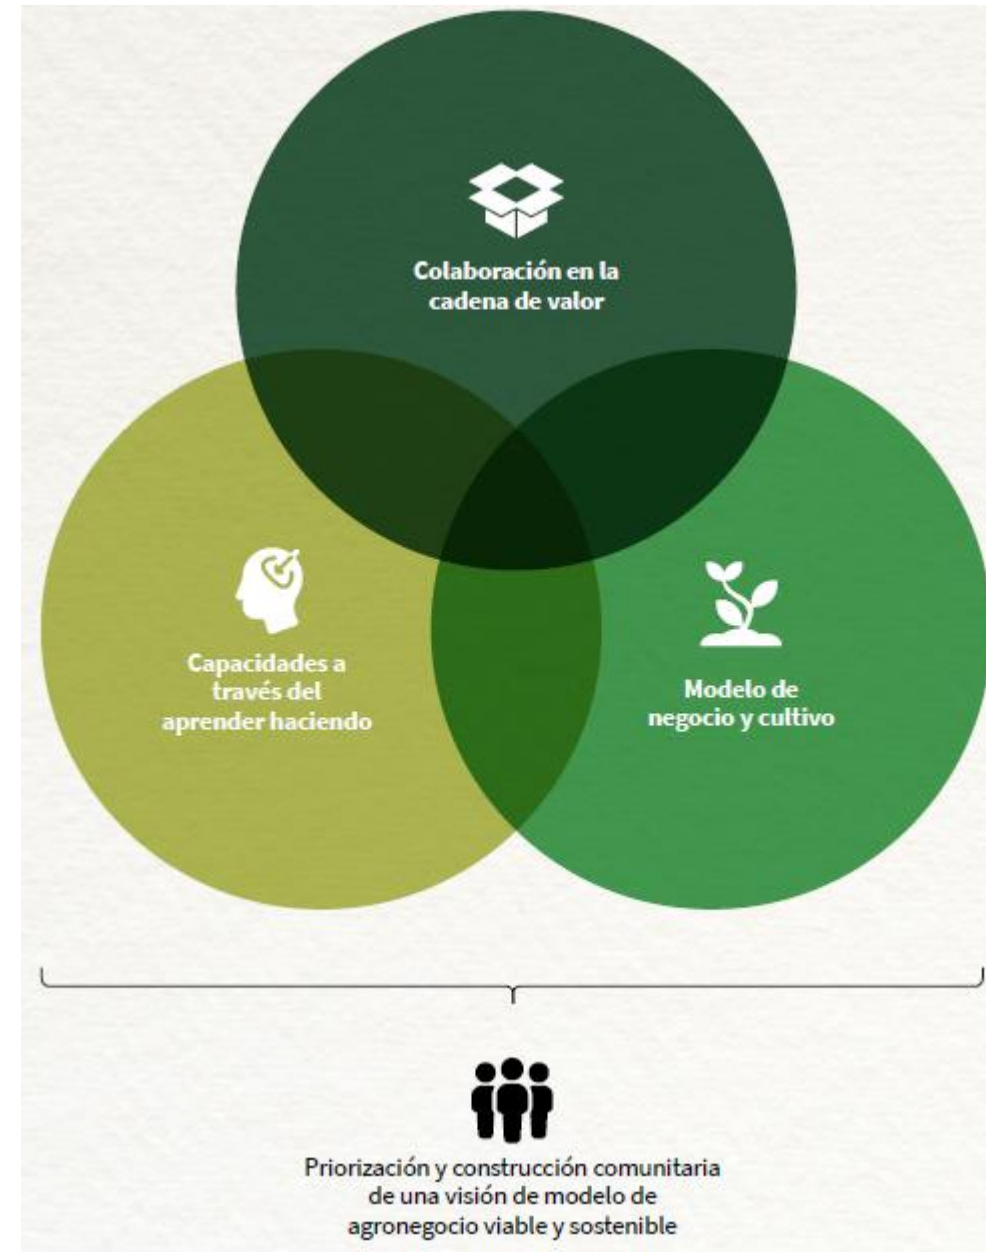 Colaboración en la
cadena de valor
Capacidades a
través del
aprender haciendo
Modelo de
negocio y cultivo
Priorización y construcción comunitaria
de una visión de modelo de
agronegocio viable y sostenible